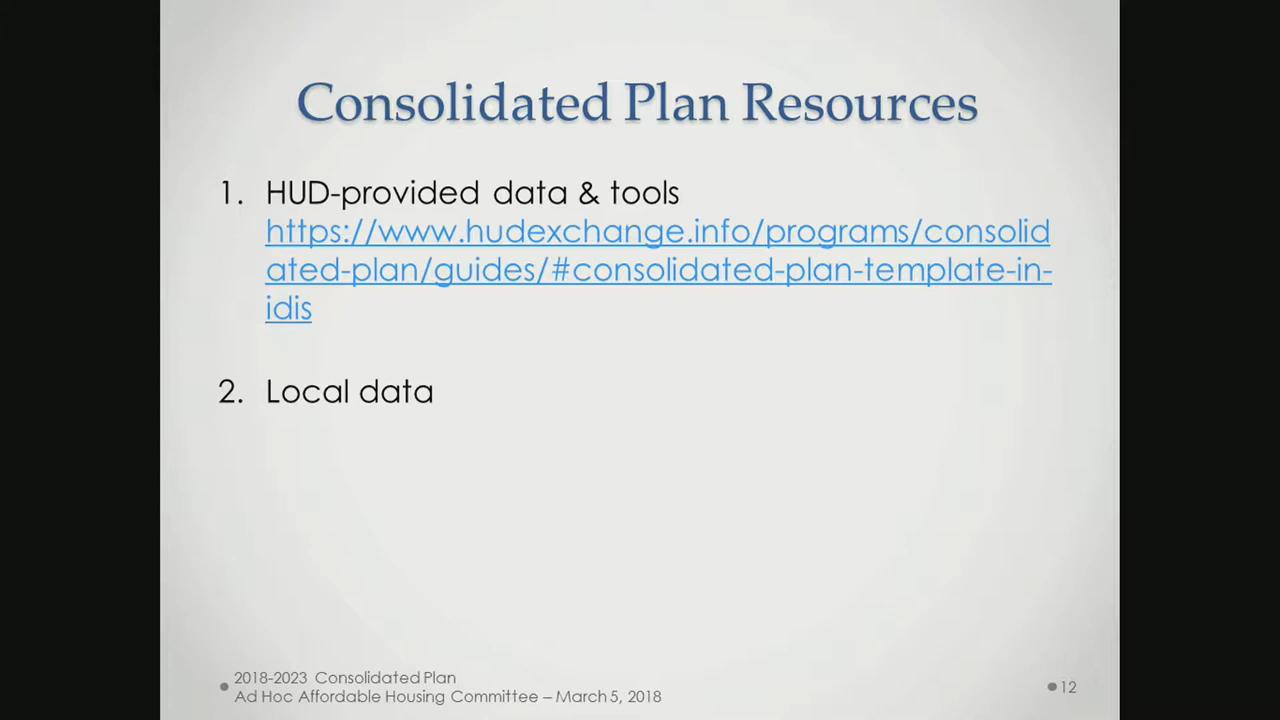 Consolidated Plan Resources
1. HUD-provided data & tools
https://www.hudexchange.info/programs/consolid
ated-plan/guides/#consolidated-plan-template-in-
idis
2. Local data
2018-2023 Consolidated Plan
Ad Hoc Affordable Housing Committee – March 5, 2018
12